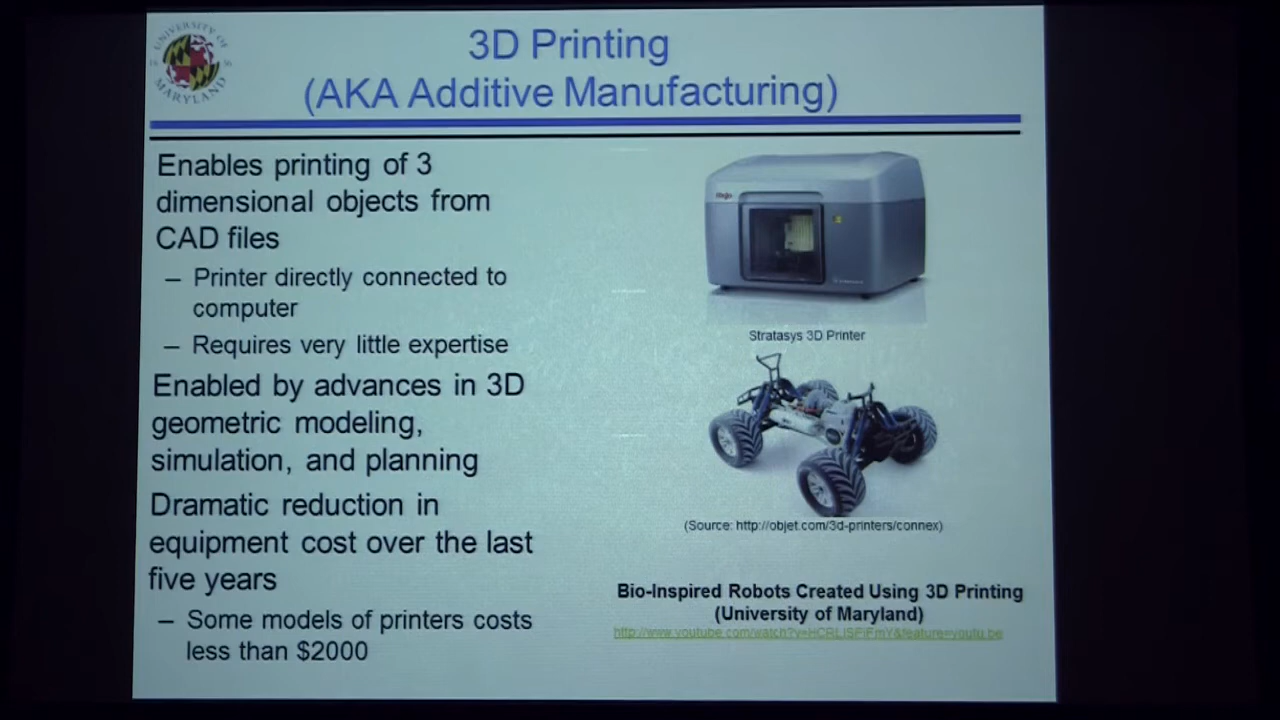 UNIVERSITY OF
MARYLAND
3D Printing
(AKA Additive Manufacturing)
Enables printing of 3
dimensional objects from
CAD files
– Printer directly connected to
computer
– Requires very little expertise
Enabled by advances in 3D
geometric modeling,
simulation, and planning
Dramatic reduction in
equipment cost over the last
five years
– Some models of printers costs
less than $2000
Stratasys 3D Printer
(Source: http://objet.com/3d-printers/connex)
Bio-Inspired Robots Created Using 3D Printing
(University of Maryland)